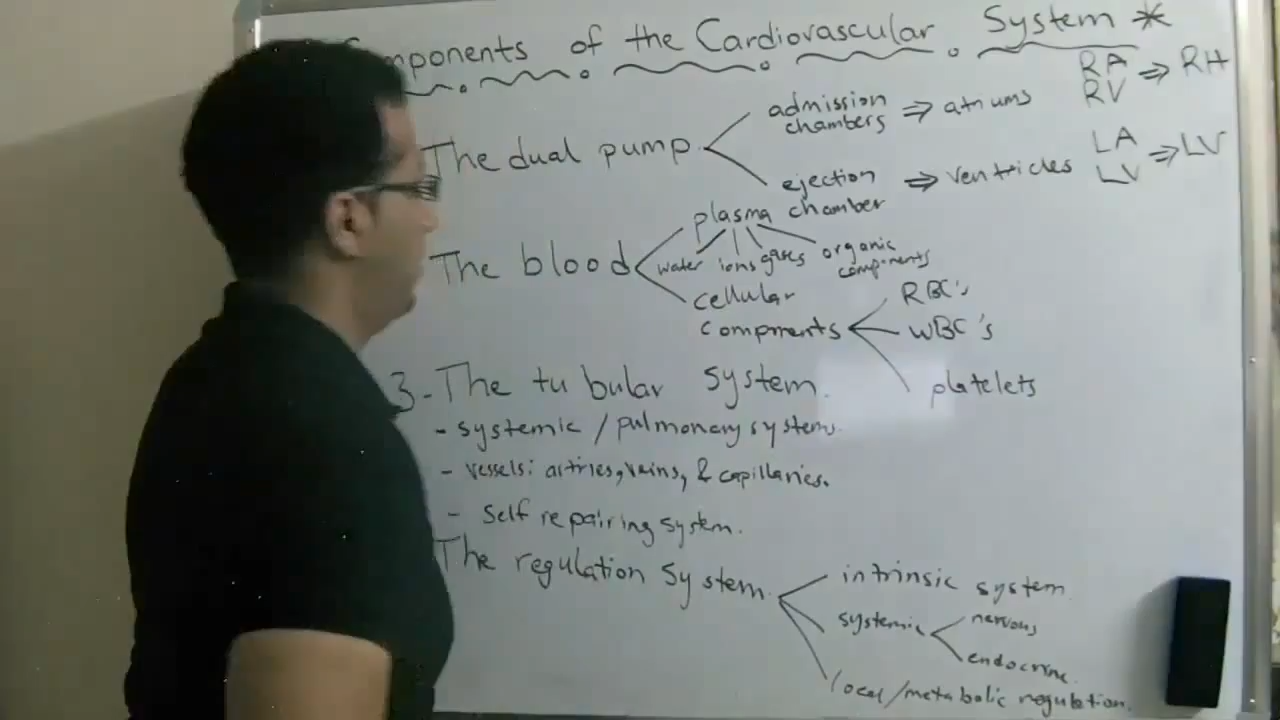 mponents of the Cardiovascular System *
RA
RV ⇒ RH
The dual pump
admission chambers ⇒ atriums
ejection chamber ⇒ ventricles
LA
LV ⇒ LV
The blood
plasma
water ions gases organic components
cellular compnents
RBC's
WBC's
platelets
3-The tubular system.
- systemic / pulmonary systems.
- vessels: artries, veins, & capillaries.
- Self repairing system.
The regulation System
intrinsic system
systemic
nervous
endocrine
local/metabolic regulation.